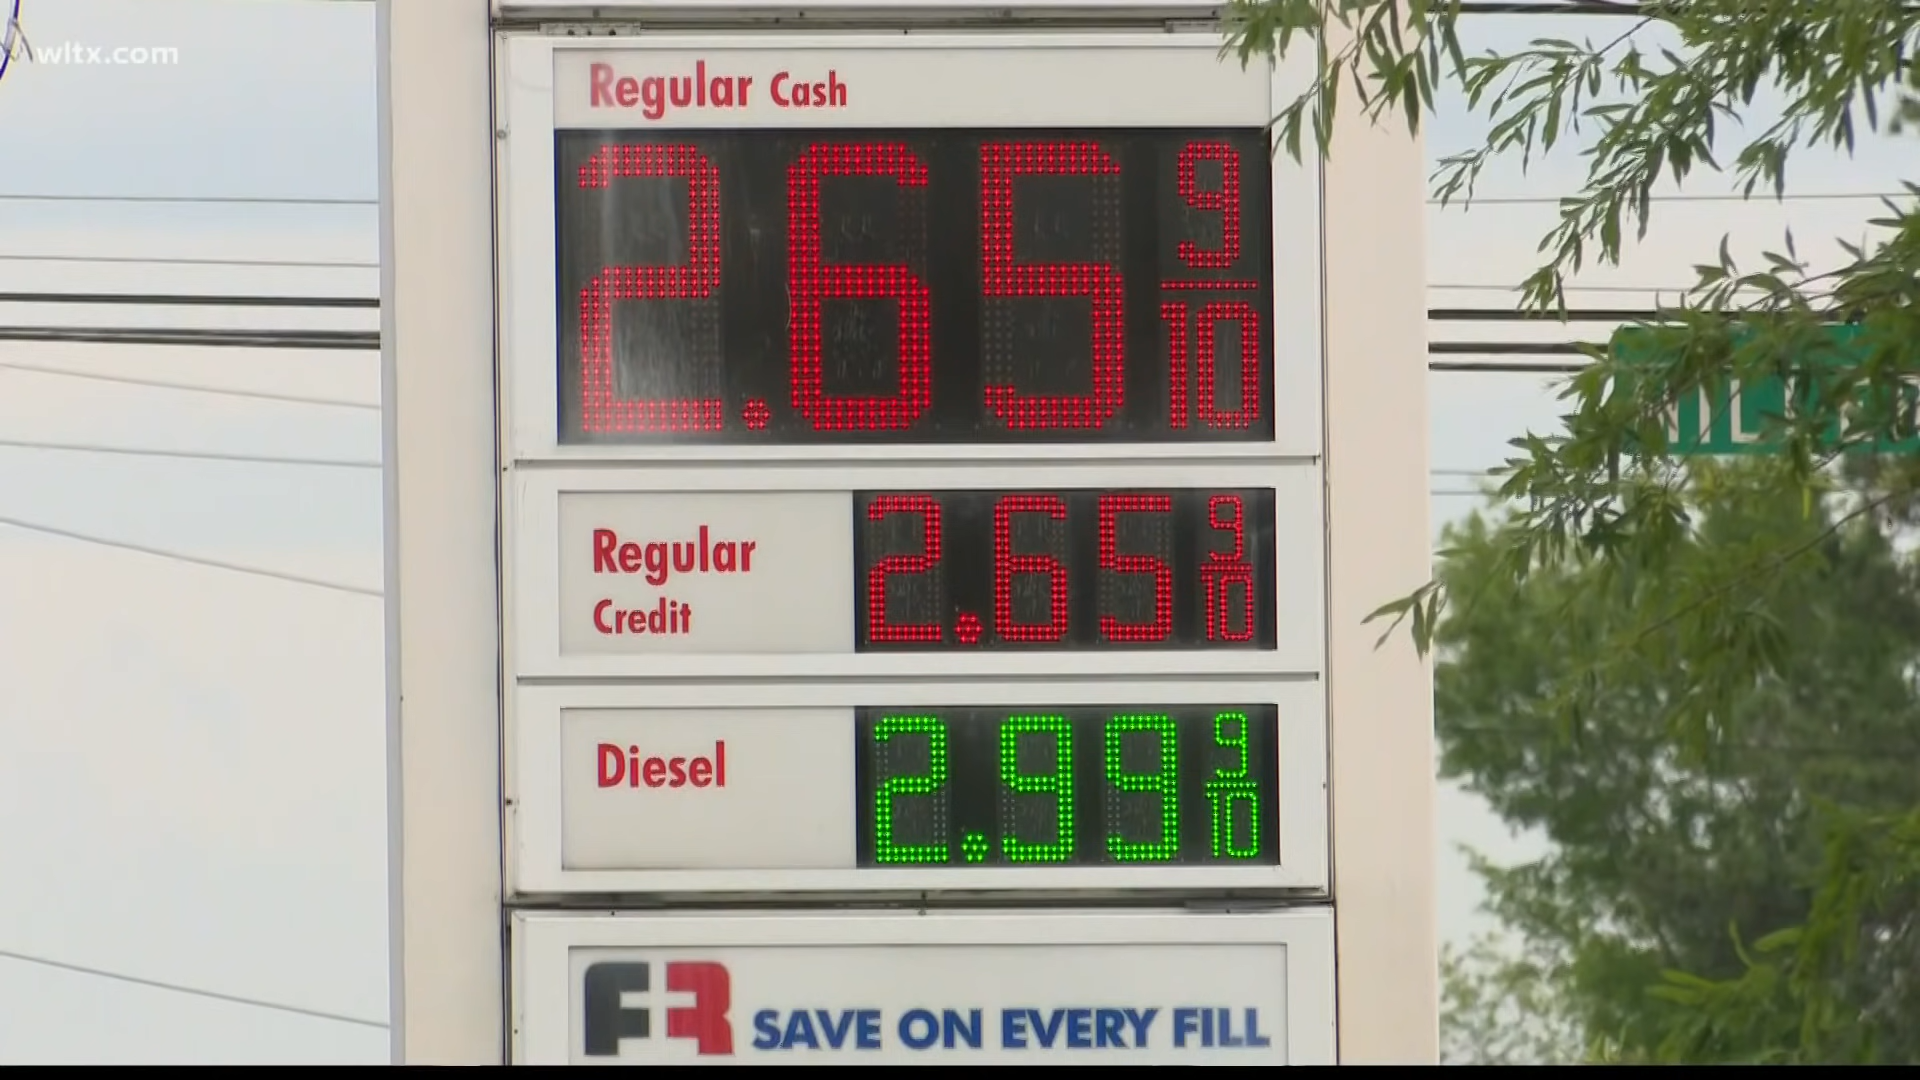 wltx.com
Regular Cash
2.65 9/10
Regular
Credit
2.65 9/10
Diesel
2.99 9/10
FR SAVE ON EVERY FILL